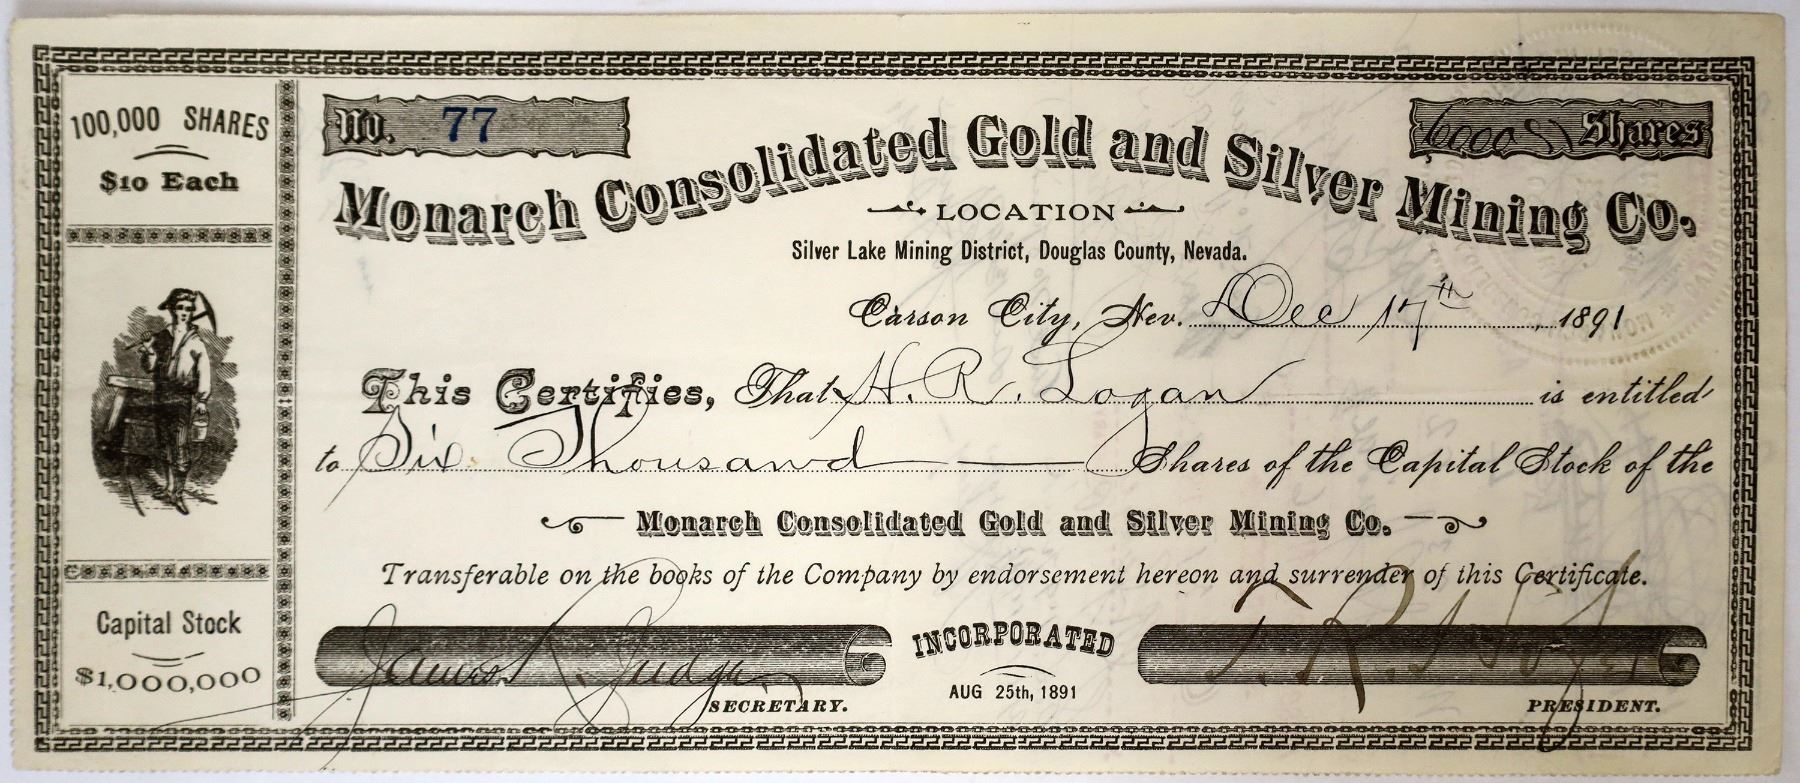 100,000 SHARES
$10 Each
Capital Stock
$1,000,000
No. 77
6000 Shares
Monarch Consolidated Gold and Silver Mining Co.
LOCATION
Silver Lake Mining District, Douglas County, Nevada.
Carson City, Nev. Dec 17th, 1891
This Certifies, That H. R. Logan is entitled
to Six Thousand Shares of the Capital Stock of the
Monarch Consolidated Gold and Silver Mining Co.
Transferable on the books of the Company by endorsement hereon and surrender of this Certificate.
James R. Judge
SECRETARY.
INCORPORATED
AUG 25th, 1891
T. R.
PRESIDENT.